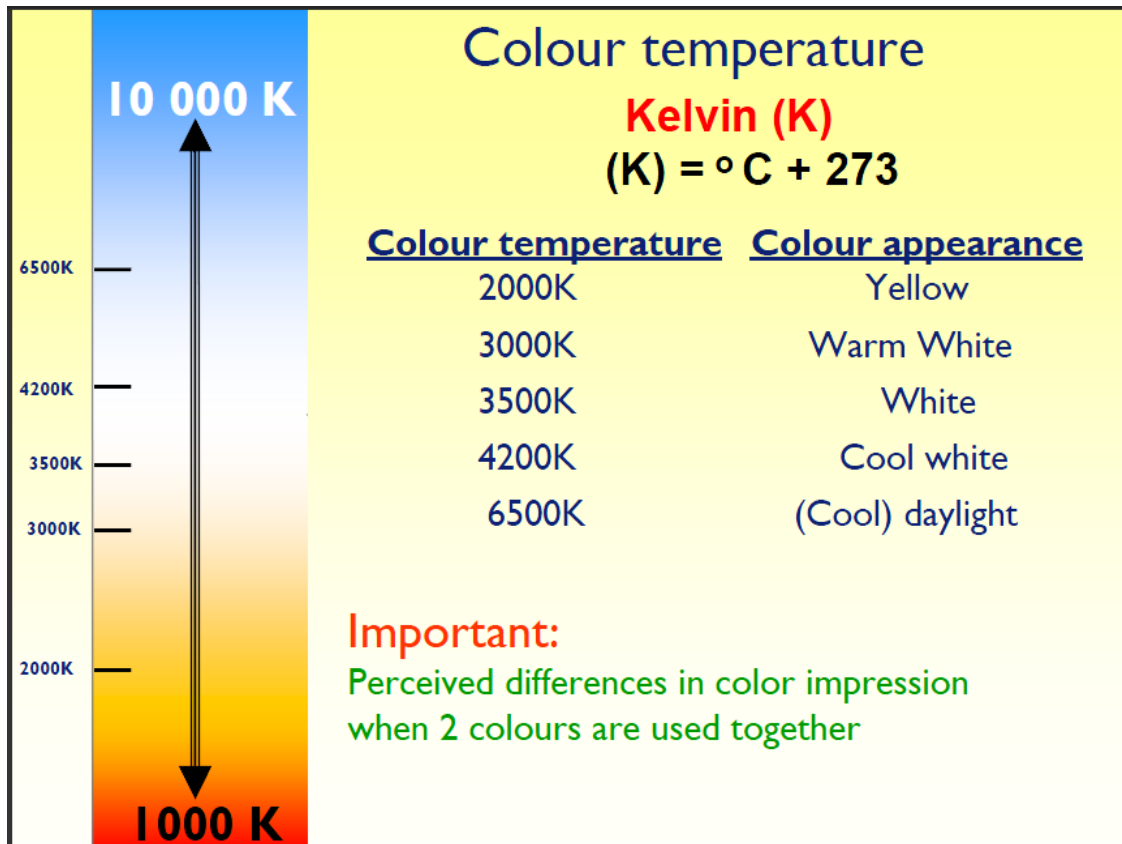 Colour temperature
Kelvin (K)
(K) = ° C + 273
10 000 K
6500K
4200K
3500K
3000K
2000K
1000 K
Colour temperature Colour appearance
2000K Yellow
3000K Warm White
3500K White
4200K Cool white
6500K (Cool) daylight
Important:
Perceived differences in color impression
when 2 colours are used together